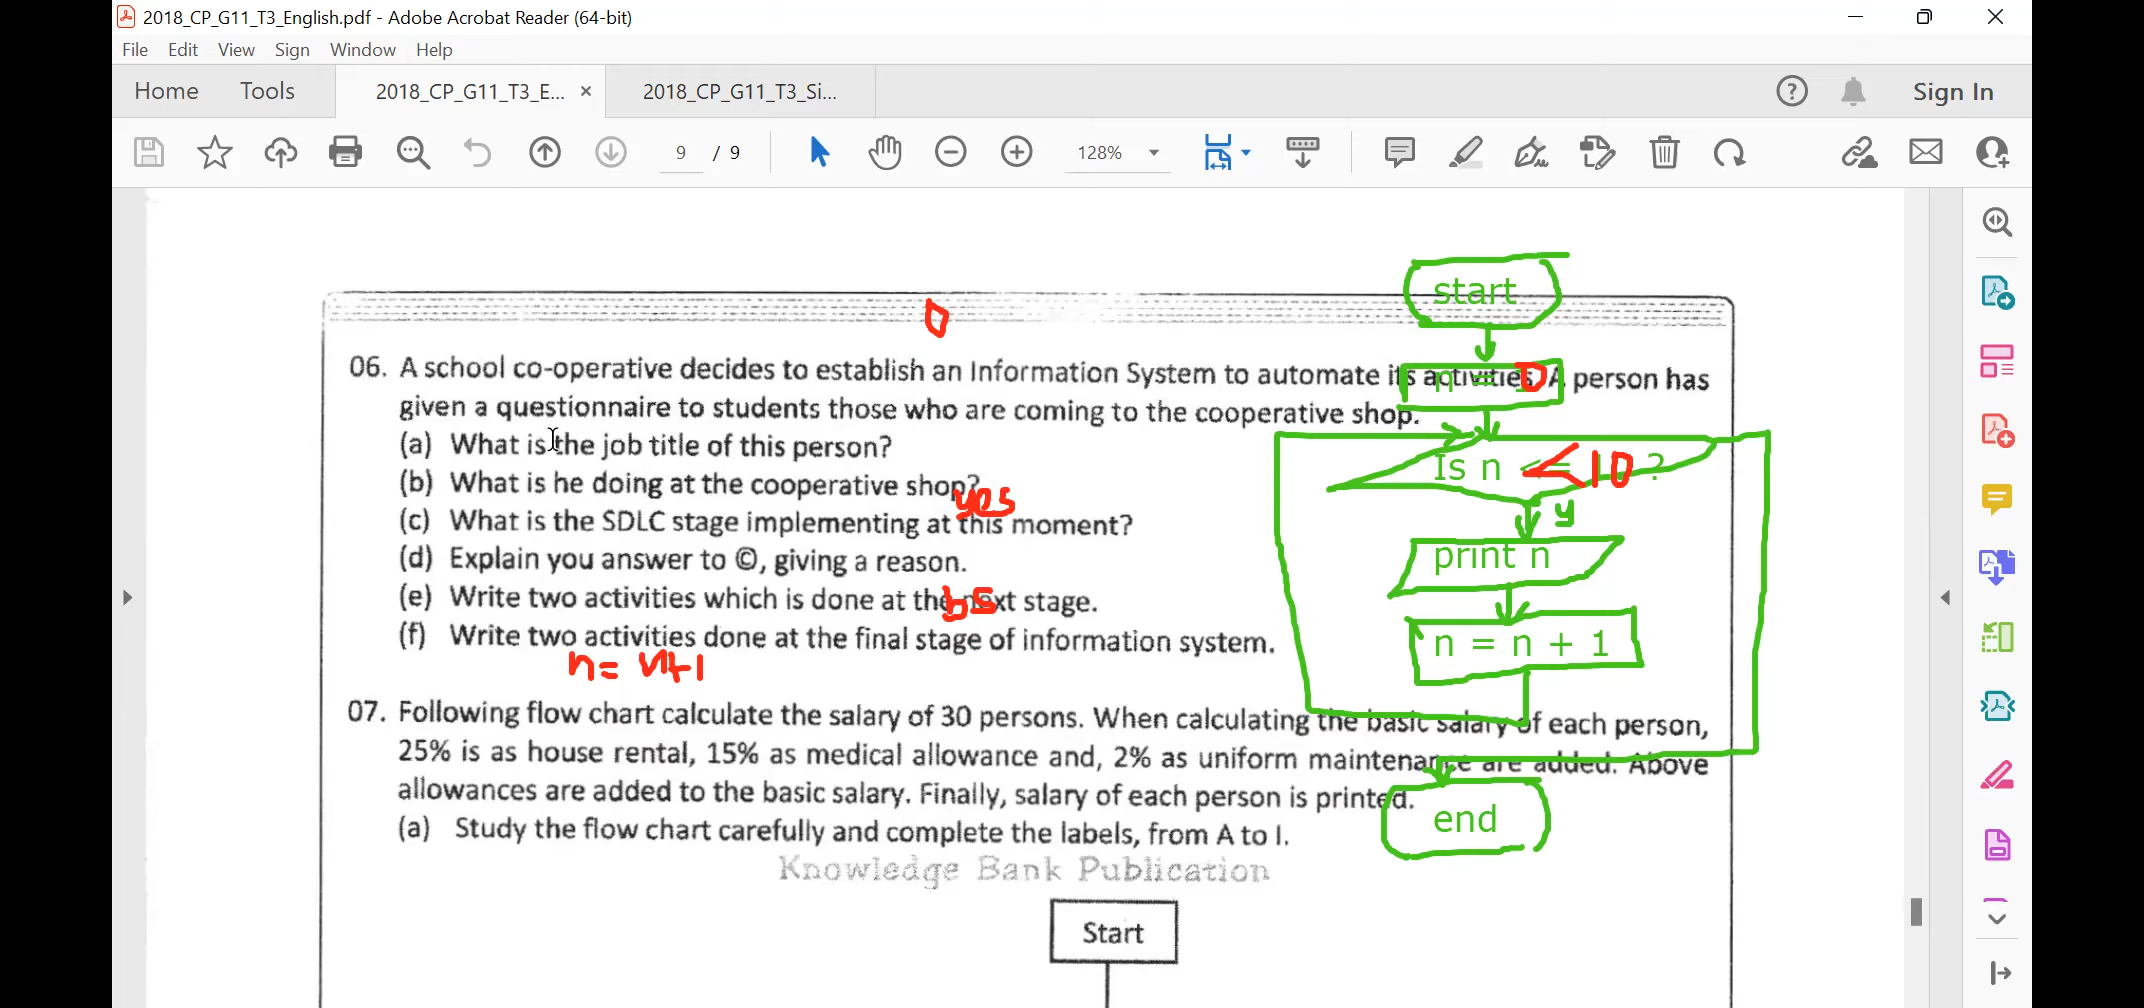 2018_CP_G11_T3_English.pdf - Adobe Acrobat Reader (64-bit)
File Edit View Sign Window Help
Home Tools 2018_CP_G11_T3_E... × 2018_CP_G11_T3_Si... Sign In
9 / 9 128%
start
0
06. A school co-operative decides to establish an Information System to automate its activities. A person has
n = 0
given a questionnaire to students those who are coming to the cooperative shop.
(a) What is the job title of this person?
Is n < 10 ?
(b) What is he doing at the cooperative shop?
yes
y
(c) What is the SDLC stage implementing at this moment?
(d) Explain you answer to ©, giving a reason.
print n
(e) Write two activities which is done at the next stage.
(f) Write two activities done at the final stage of information system.
n = n + 1
n = n+1
07. Following flow chart calculate the salary of 30 persons. When calculating the basic salary of each person,
25% is as house rental, 15% as medical allowance and, 2% as uniform maintenance are added. Above
allowances are added to the basic salary. Finally, salary of each person is printed.
end
(a) Study the flow chart carefully and complete the labels, from A to I.
Knowledge Bank Publication
Start